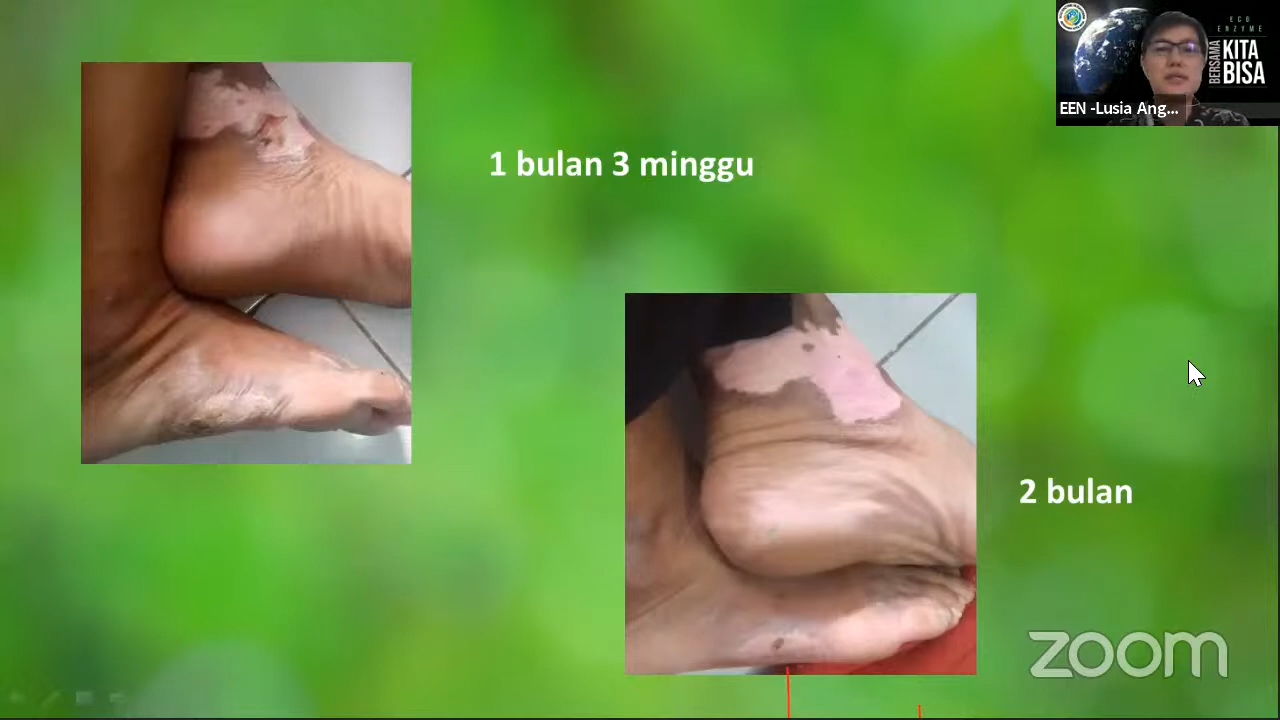 ECO
ENZYME
BERSAMA
KITA
BISA
EEN -Lusia Ang...
1 bulan 3 minggu
2 bulan
zoom